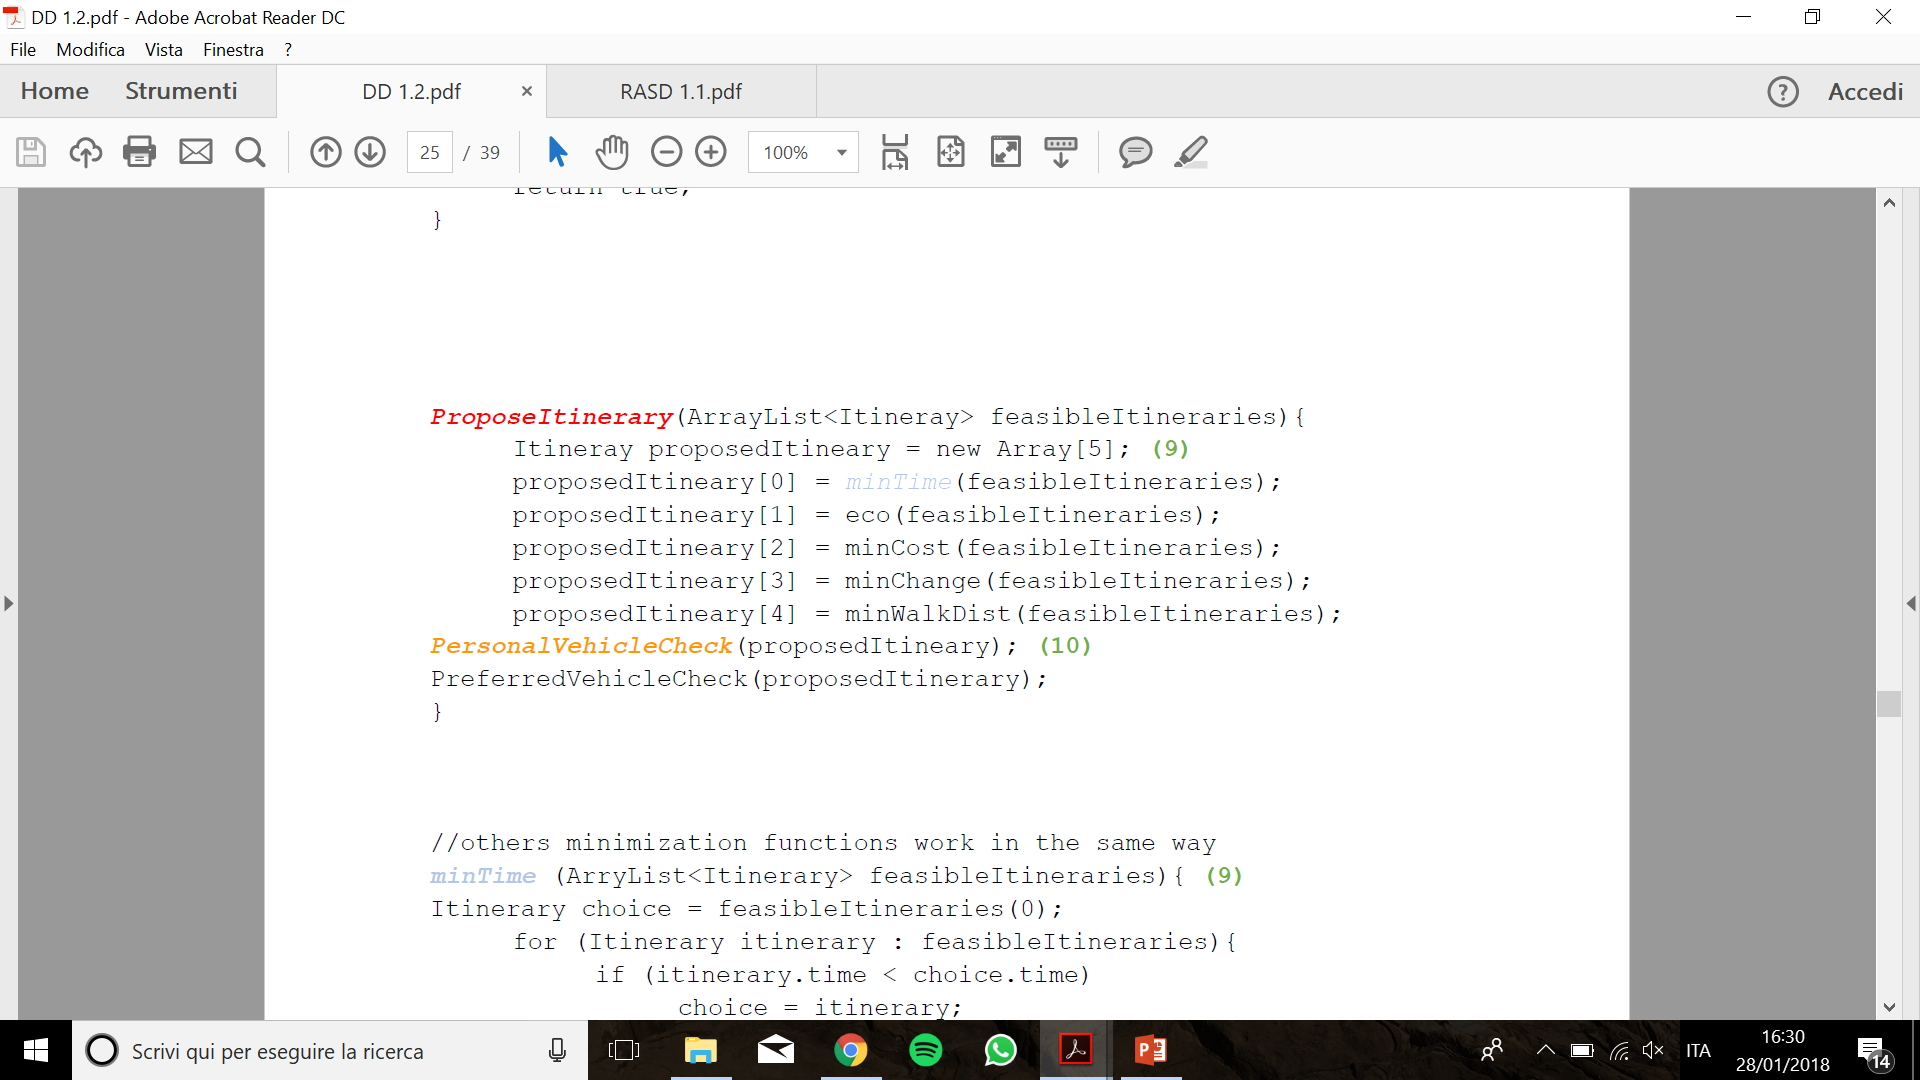 DD 1.2.pdf - Adobe Acrobat Reader DC
File Modifica Vista Finestra ?
Home Strumenti DD 1.2.pdf × RASD 1.1.pdf ? Accedi
25 / 39 100%
return true;
}
ProposeItinerary(ArrayList<Itineray> feasibleItineraries){
Itineray proposedItineary = new Array[5]; (9)
proposedItineary[0] = minTime(feasibleItineraries);
proposedItineary[1] = eco(feasibleItineraries);
proposedItineary[2] = minCost(feasibleItineraries);
proposedItineary[3] = minChange(feasibleItineraries);
proposedItineary[4] = minWalkDist(feasibleItineraries);
PersonalVehicleCheck(proposedItineary); (10)
PreferredVehicleCheck(proposedItinerary);
}
//others minimization functions work in the same way
minTime (ArryList<Itinerary> feasibleItineraries){ (9)
Itinerary choice = feasibleItineraries(0);
for (Itinerary itinerary : feasibleItineraries){
if (itinerary.time < choice.time)
choice = itinerary;
Scrivi qui per eseguire la ricerca
ITA
16:30
28/01/2018
14